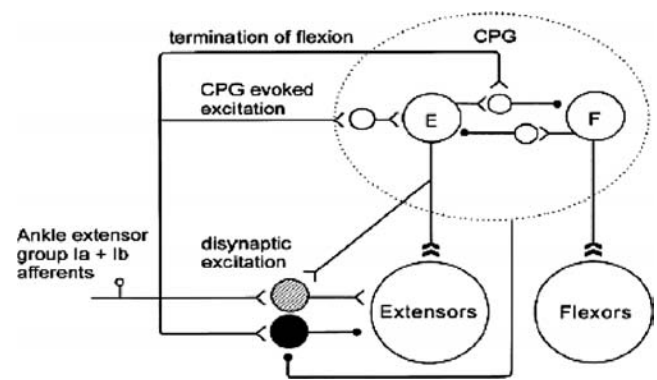 termination of flexion
CPG
CPG evoked
excitation
E
F
Ankle extensor
group Ia + Ib
afferents
disynaptic
excitation
Extensors
Flexors